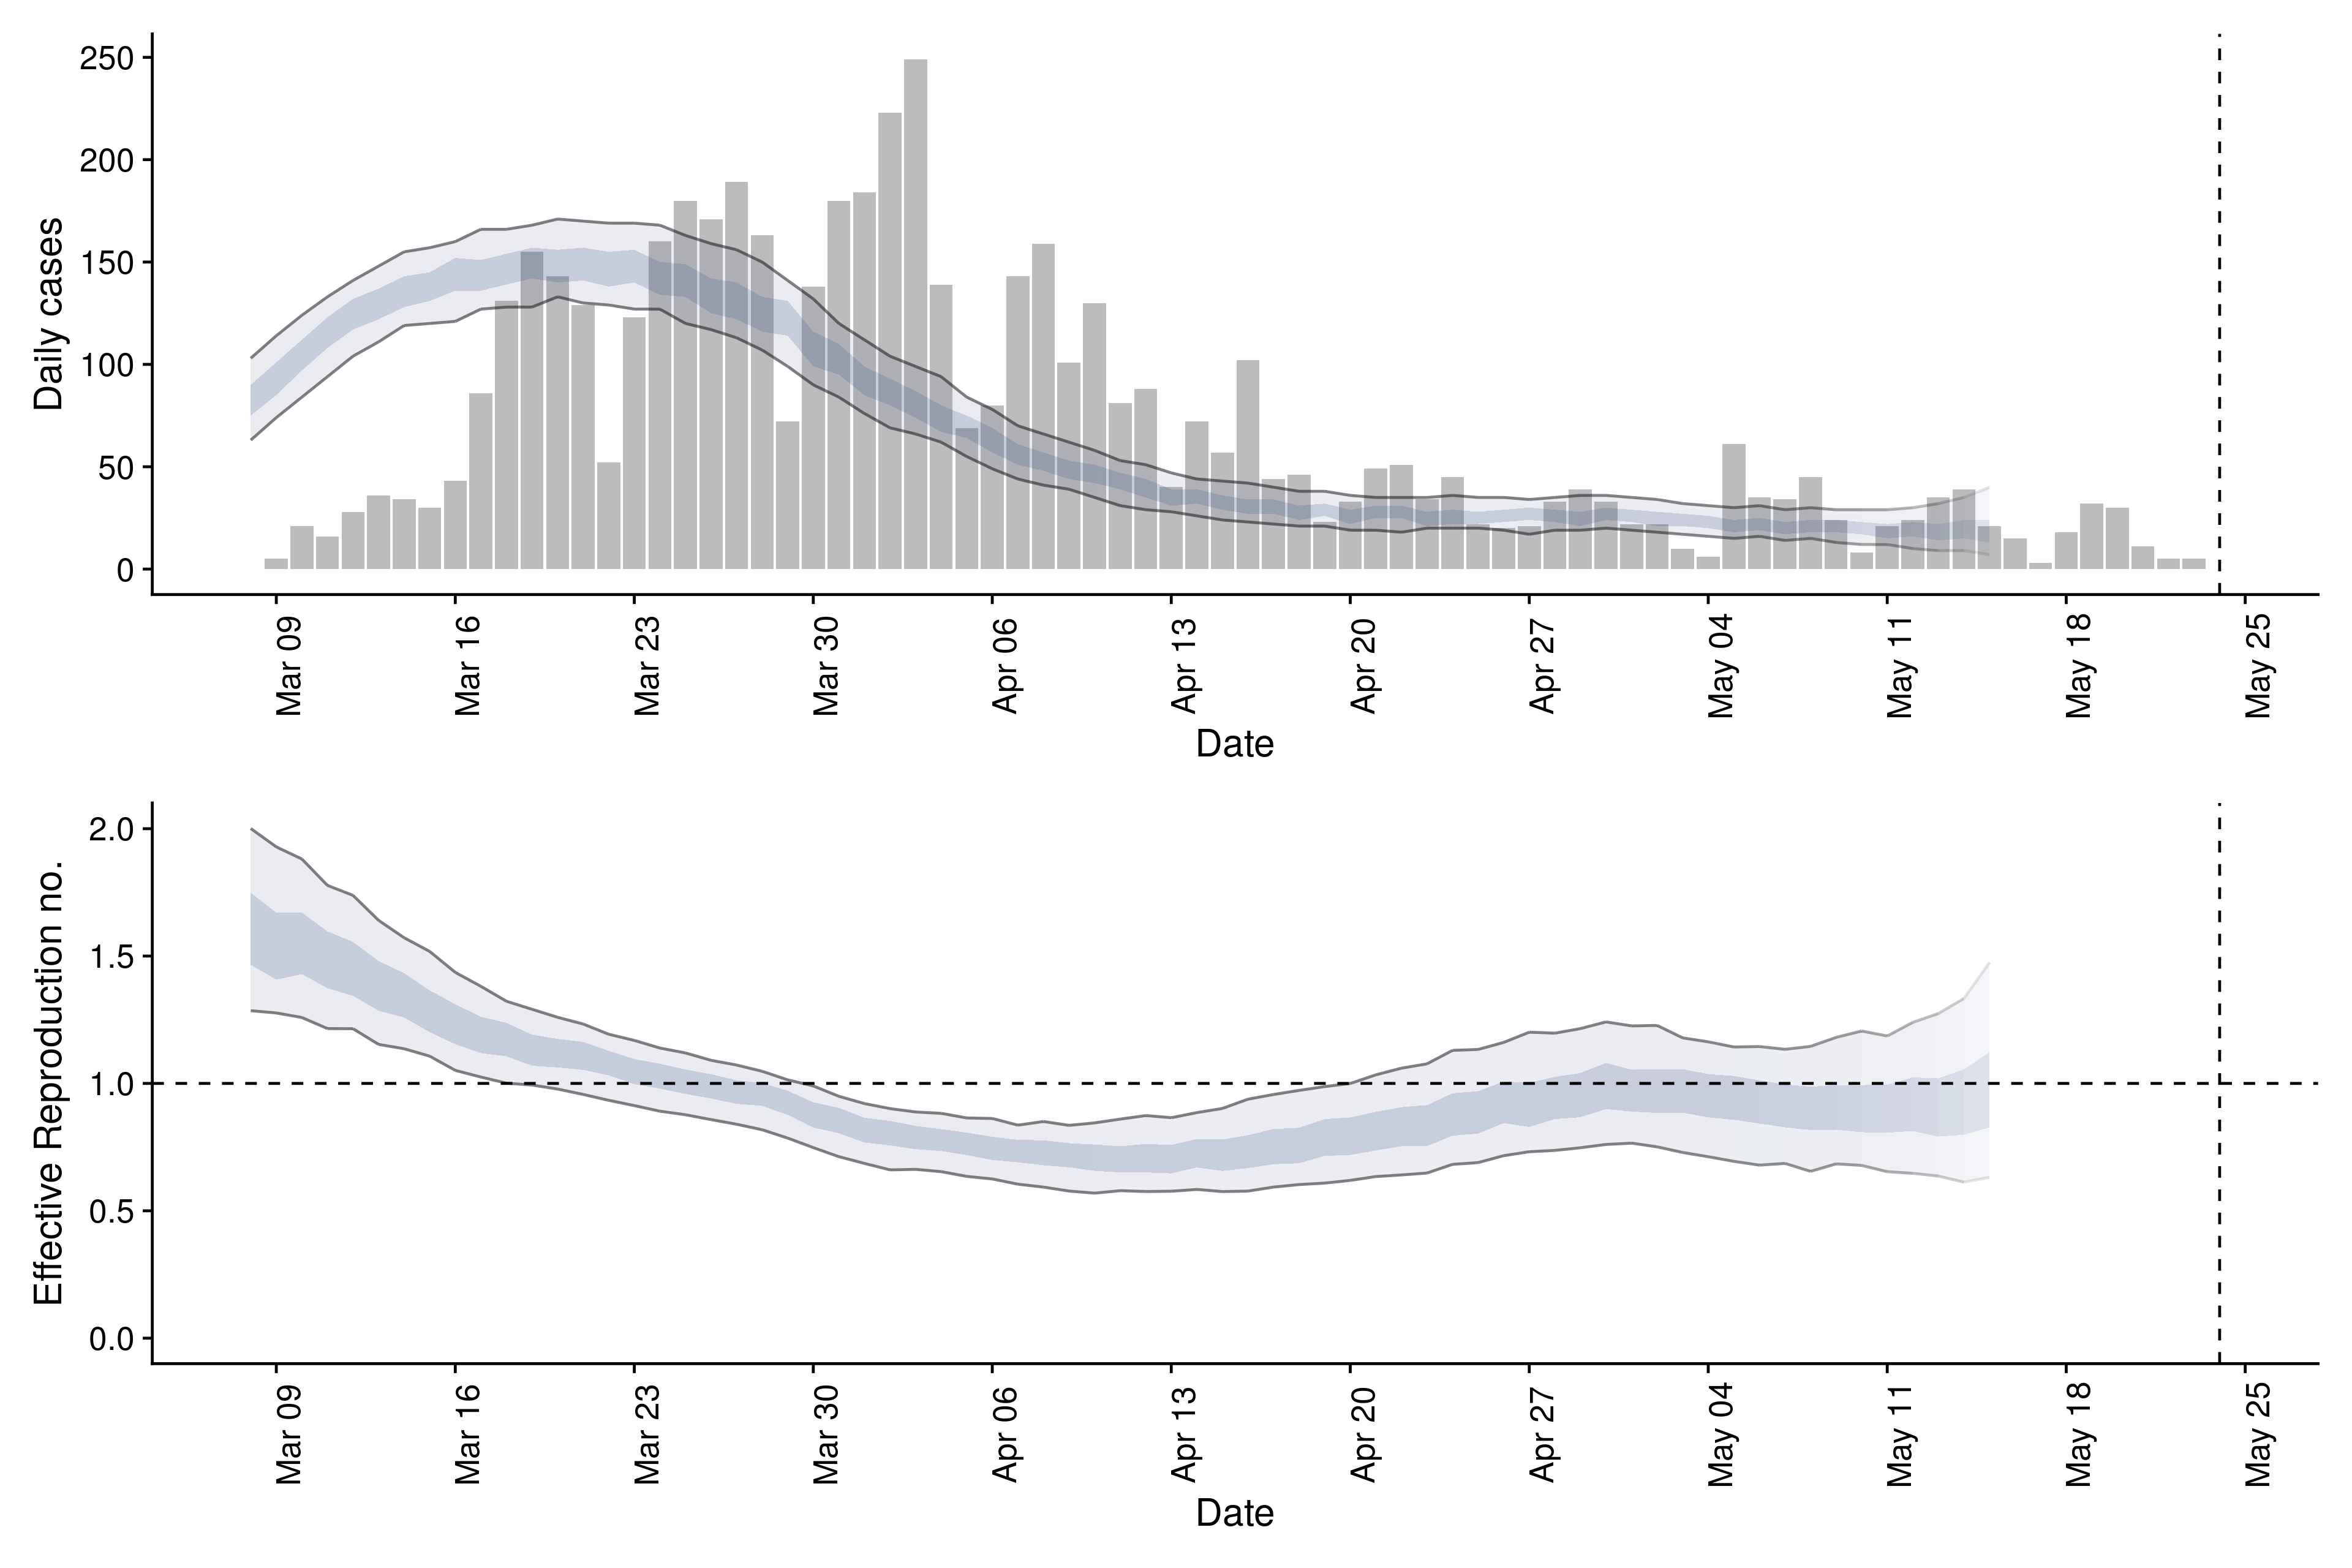 250
200
150
100
50
0
Daily cases
Mar 09
Mar 16
Mar 23
Mar 30
Apr 06
Apr 13
Apr 20
Apr 27
May 04
May 11
May 18
May 25
Date
2.0
1.5
1.0
0.5
0.0
Effective Reproduction no.
Mar 09
Mar 16
Mar 23
Mar 30
Apr 06
Apr 13
Apr 20
Apr 27
May 04
May 11
May 18
May 25
Date